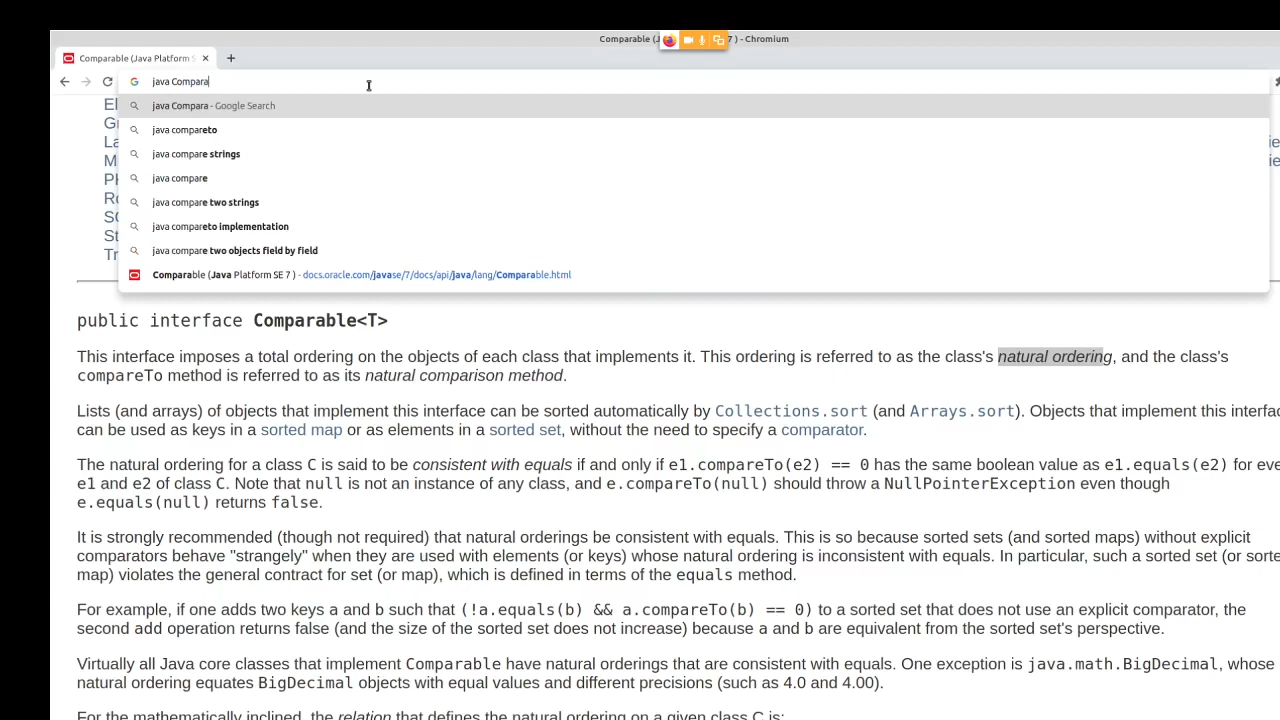 Comparable (J 7 ) - Chromium
Comparable (Java Platform S
java Compara
java Compara - Google Search
java compareto
java compare strings
java compare
java compare two strings
java compareto implementation
java compare two objects field by field
Comparable (Java Platform SE 7 ) - docs.oracle.com/javase/7/docs/api/java/lang/Comparable.html
public interface Comparable<T>
This interface imposes a total ordering on the objects of each class that implements it. This ordering is referred to as the class's natural ordering, and the class's
compareTo method is referred to as its natural comparison method.
Lists (and arrays) of objects that implement this interface can be sorted automatically by Collections.sort (and Arrays.sort). Objects that implement this interfac
can be used as keys in a sorted map or as elements in a sorted set, without the need to specify a comparator.
The natural ordering for a class C is said to be consistent with equals if and only if e1.compareTo(e2) == 0 has the same boolean value as e1.equals(e2) for eve
e1 and e2 of class C. Note that null is not an instance of any class, and e.compareTo(null) should throw a NullPointerException even though
e.equals(null) returns false.
It is strongly recommended (though not required) that natural orderings be consistent with equals. This is so because sorted sets (and sorted maps) without explicit
comparators behave "strangely" when they are used with elements (or keys) whose natural ordering is inconsistent with equals. In particular, such a sorted set (or sorte
map) violates the general contract for set (or map), which is defined in terms of the equals method.
For example, if one adds two keys a and b such that (!a.equals(b) && a.compareTo(b) == 0) to a sorted set that does not use an explicit comparator, the
second add operation returns false (and the size of the sorted set does not increase) because a and b are equivalent from the sorted set's perspective.
Virtually all Java core classes that implement Comparable have natural orderings that are consistent with equals. One exception is java.math.BigDecimal, whose
natural ordering equates BigDecimal objects with equal values and different precisions (such as 4.0 and 4.00).
For the mathematically inclined, the relation that defines the natural ordering on a given class C is: